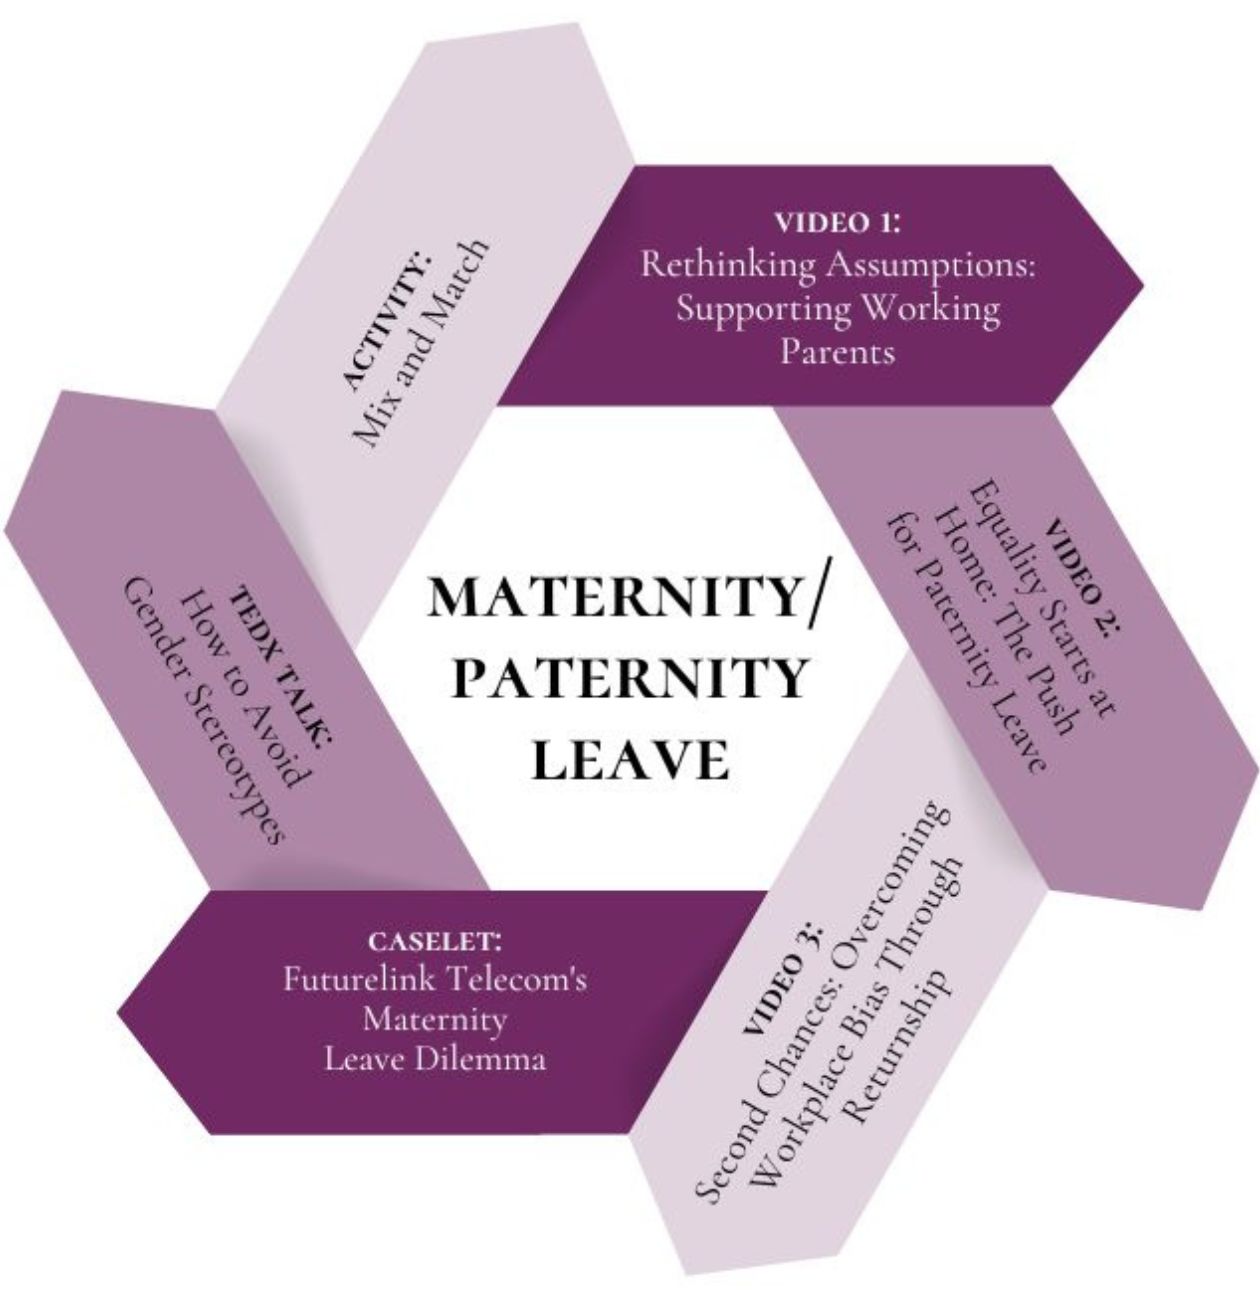 VIDEO 1:
Rethinking Assumptions:
Supporting Working
Parents
VIDEO 2:
Equality Starts at
Home: The Push
for Paternity Leave
VIDEO 3:
Second Chances: Overcoming
Workplace Bias Through
Returnship
CASELET:
Futurelink Telecom's
Maternity
Leave Dilemma
TEDX TALK:
How to Avoid
Gender Stereotypes
ACTIVITY:
Mix and Match
MATERNITY/
PATERNITY
LEAVE